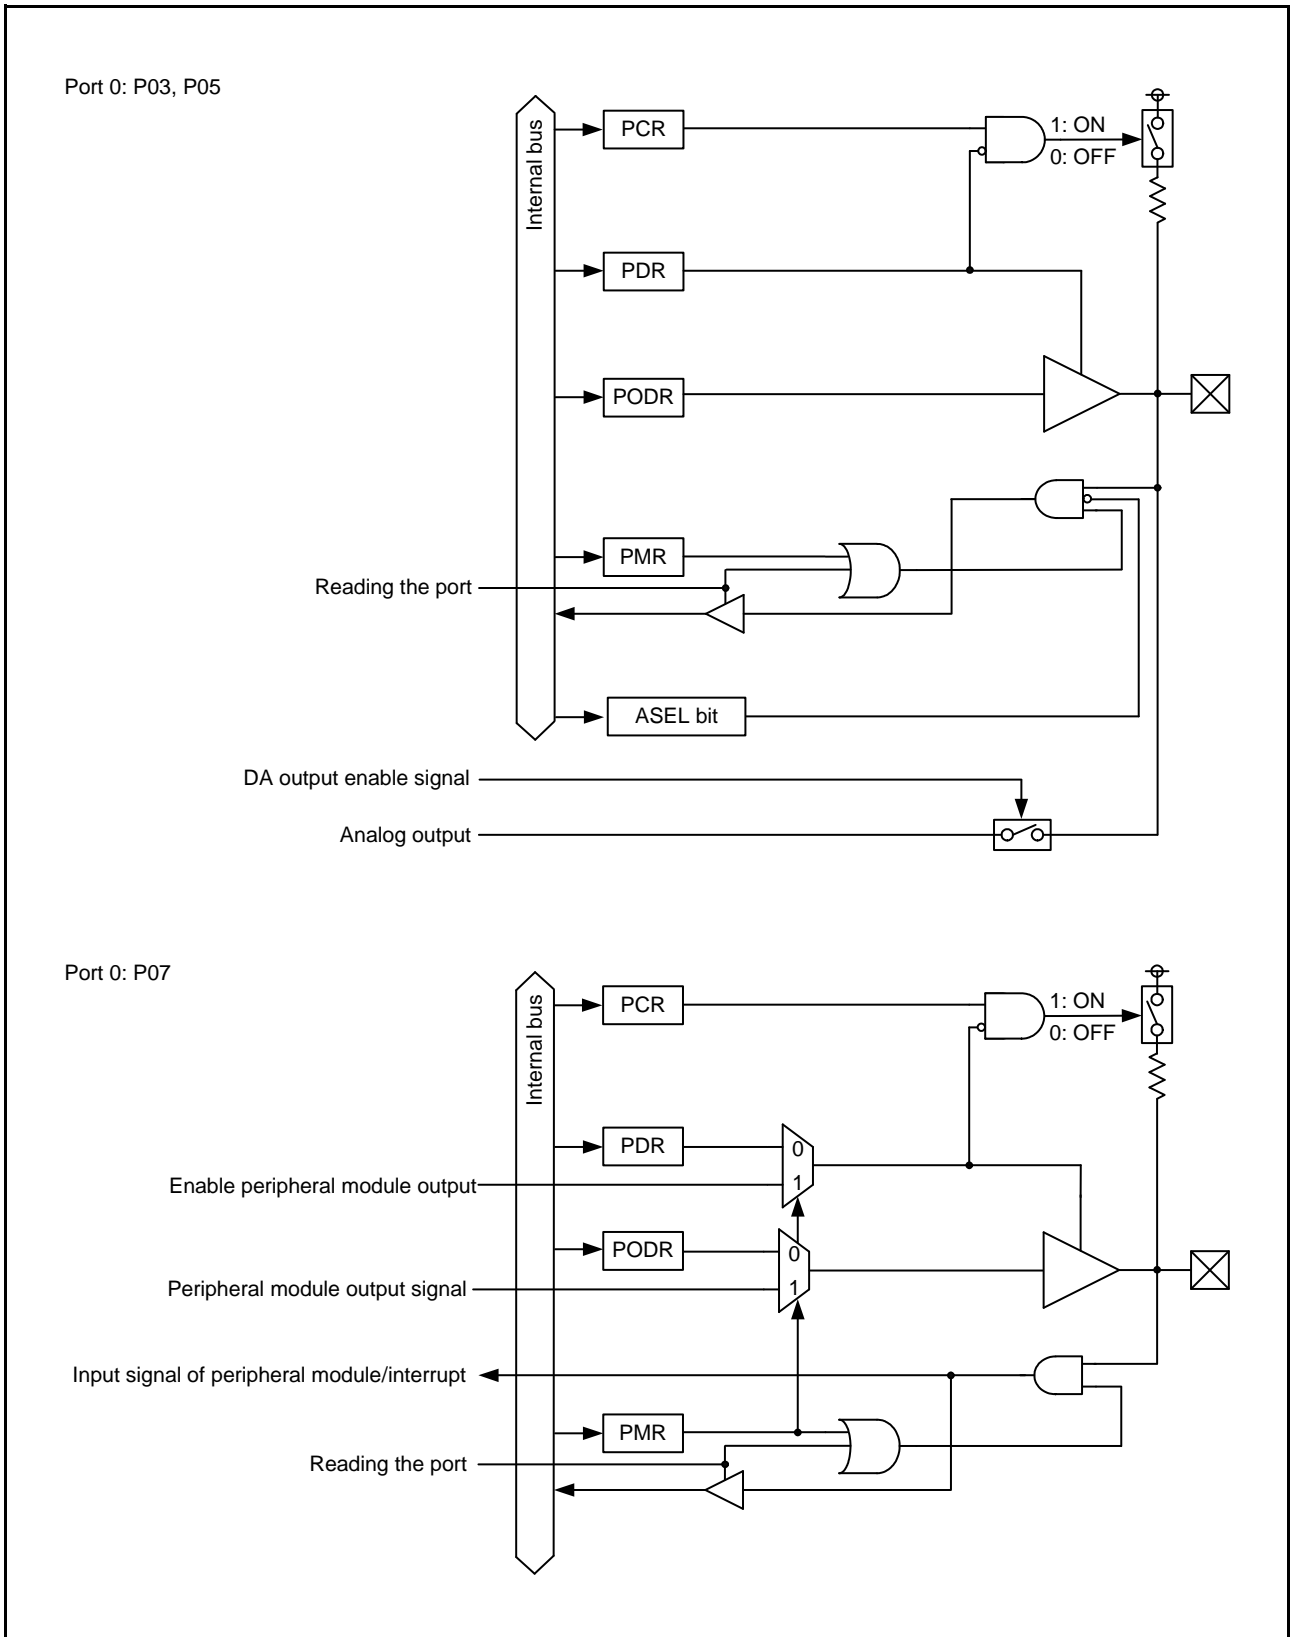 Port 0: P03, P05
Internal bus
PCR
1: ON
0: OFF
PDR
PODR
PMR
Reading the port
ASEL bit
DA output enable signal
Analog output
Port 0: P07
Internal bus
PCR
1: ON
0: OFF
PDR
0
1
Enable peripheral module output
PODR
0
1
Peripheral module output signal
Input signal of peripheral module/interrupt
PMR
Reading the port